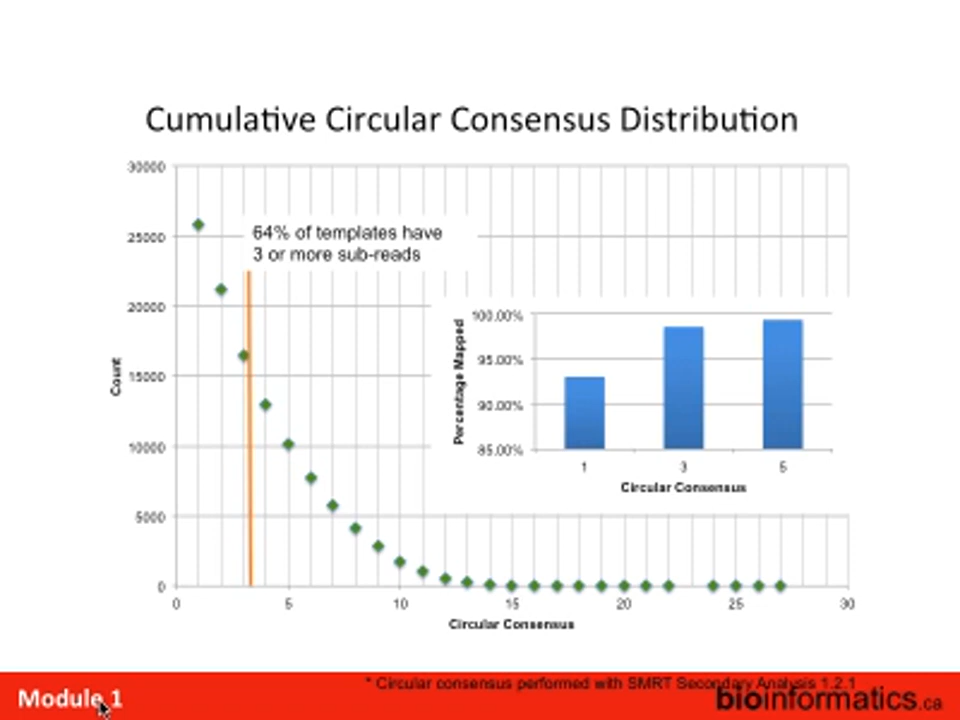 Cumulative Circular Consensus Distribution
30000
25000
20000
15000
10000
5000
0
Count
64% of templates have
3 or more sub-reads
100.00%
95.00%
90.00%
85.00%
Percentage Mapped
1 3 5
Circular Consensus
0 5 10 15 20 25 30
Circular Consensus
* Circular consensus performed with SMRT Secondary Analysis 1.2.1
Module 1
bioinformatics.ca